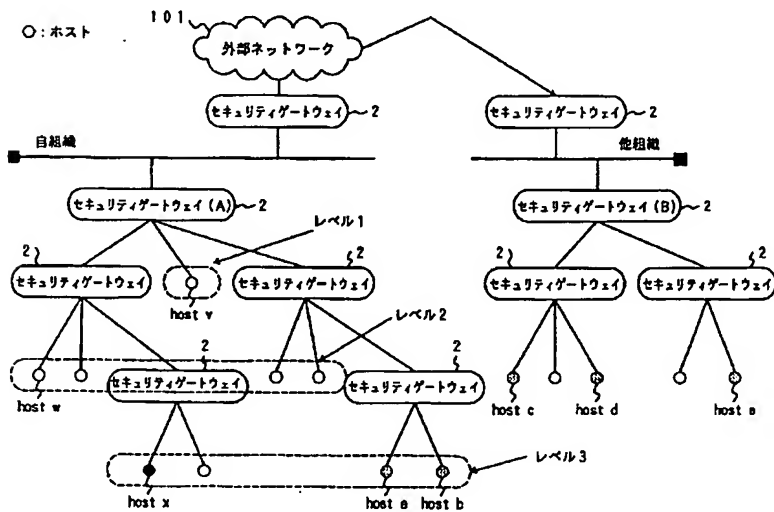 101
○:ホスト
外部ネットワーク
セキュリティゲートウェイ 2
セキュリティゲートウェイ 2
自組織
他組織
セキュリティゲートウェイ(A) 2
セキュリティゲートウェイ(B) 2
レベル1
2
セキュリティゲートウェイ
host v
2
セキュリティゲートウェイ
2
セキュリティゲートウェイ
2
セキュリティゲートウェイ
レベル2
2
セキュリティゲートウェイ
2
セキュリティゲートウェイ
host w
host c
host d
host e
レベル3
host x
host a
host b